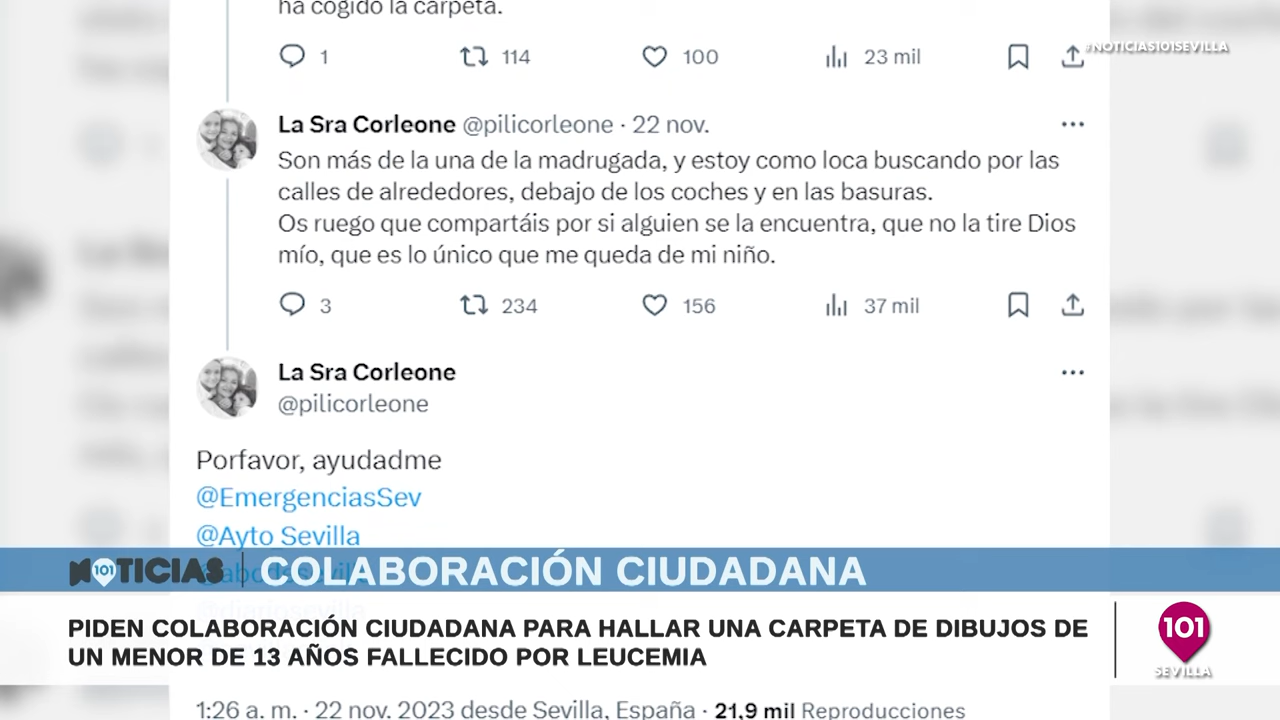 ha cogido la carpeta.
1 114 100 23 mil
#NOTICIAS101SEVILLA
La Sra Corleone @pilicorleone · 22 nov.
Son más de la una de la madrugada, y estoy como loca buscando por las
calles de alrededores, debajo de los coches y en las basuras.
Os ruego que compartáis por si alguien se la encuentra, que no la tire Dios
mío, que es lo único que me queda de mi niño.
3 234 156 37 mil
La Sra Corleone
@pilicorleone
Porfavor, ayudadme
@EmergenciasSev
@Ayto_Sevilla
NOTICIAS 101 COLABORACIÓN CIUDADANA
@diariosevilla
PIDEN COLABORACIÓN CIUDADANA PARA HALLAR UNA CARPETA DE DIBUJOS DE
UN MENOR DE 13 AÑOS FALLECIDO POR LEUCEMIA
101
SEVILLA
1:26 a. m. · 22 nov. 2023 desde Sevilla, España · 21,9 mil Reproducciones